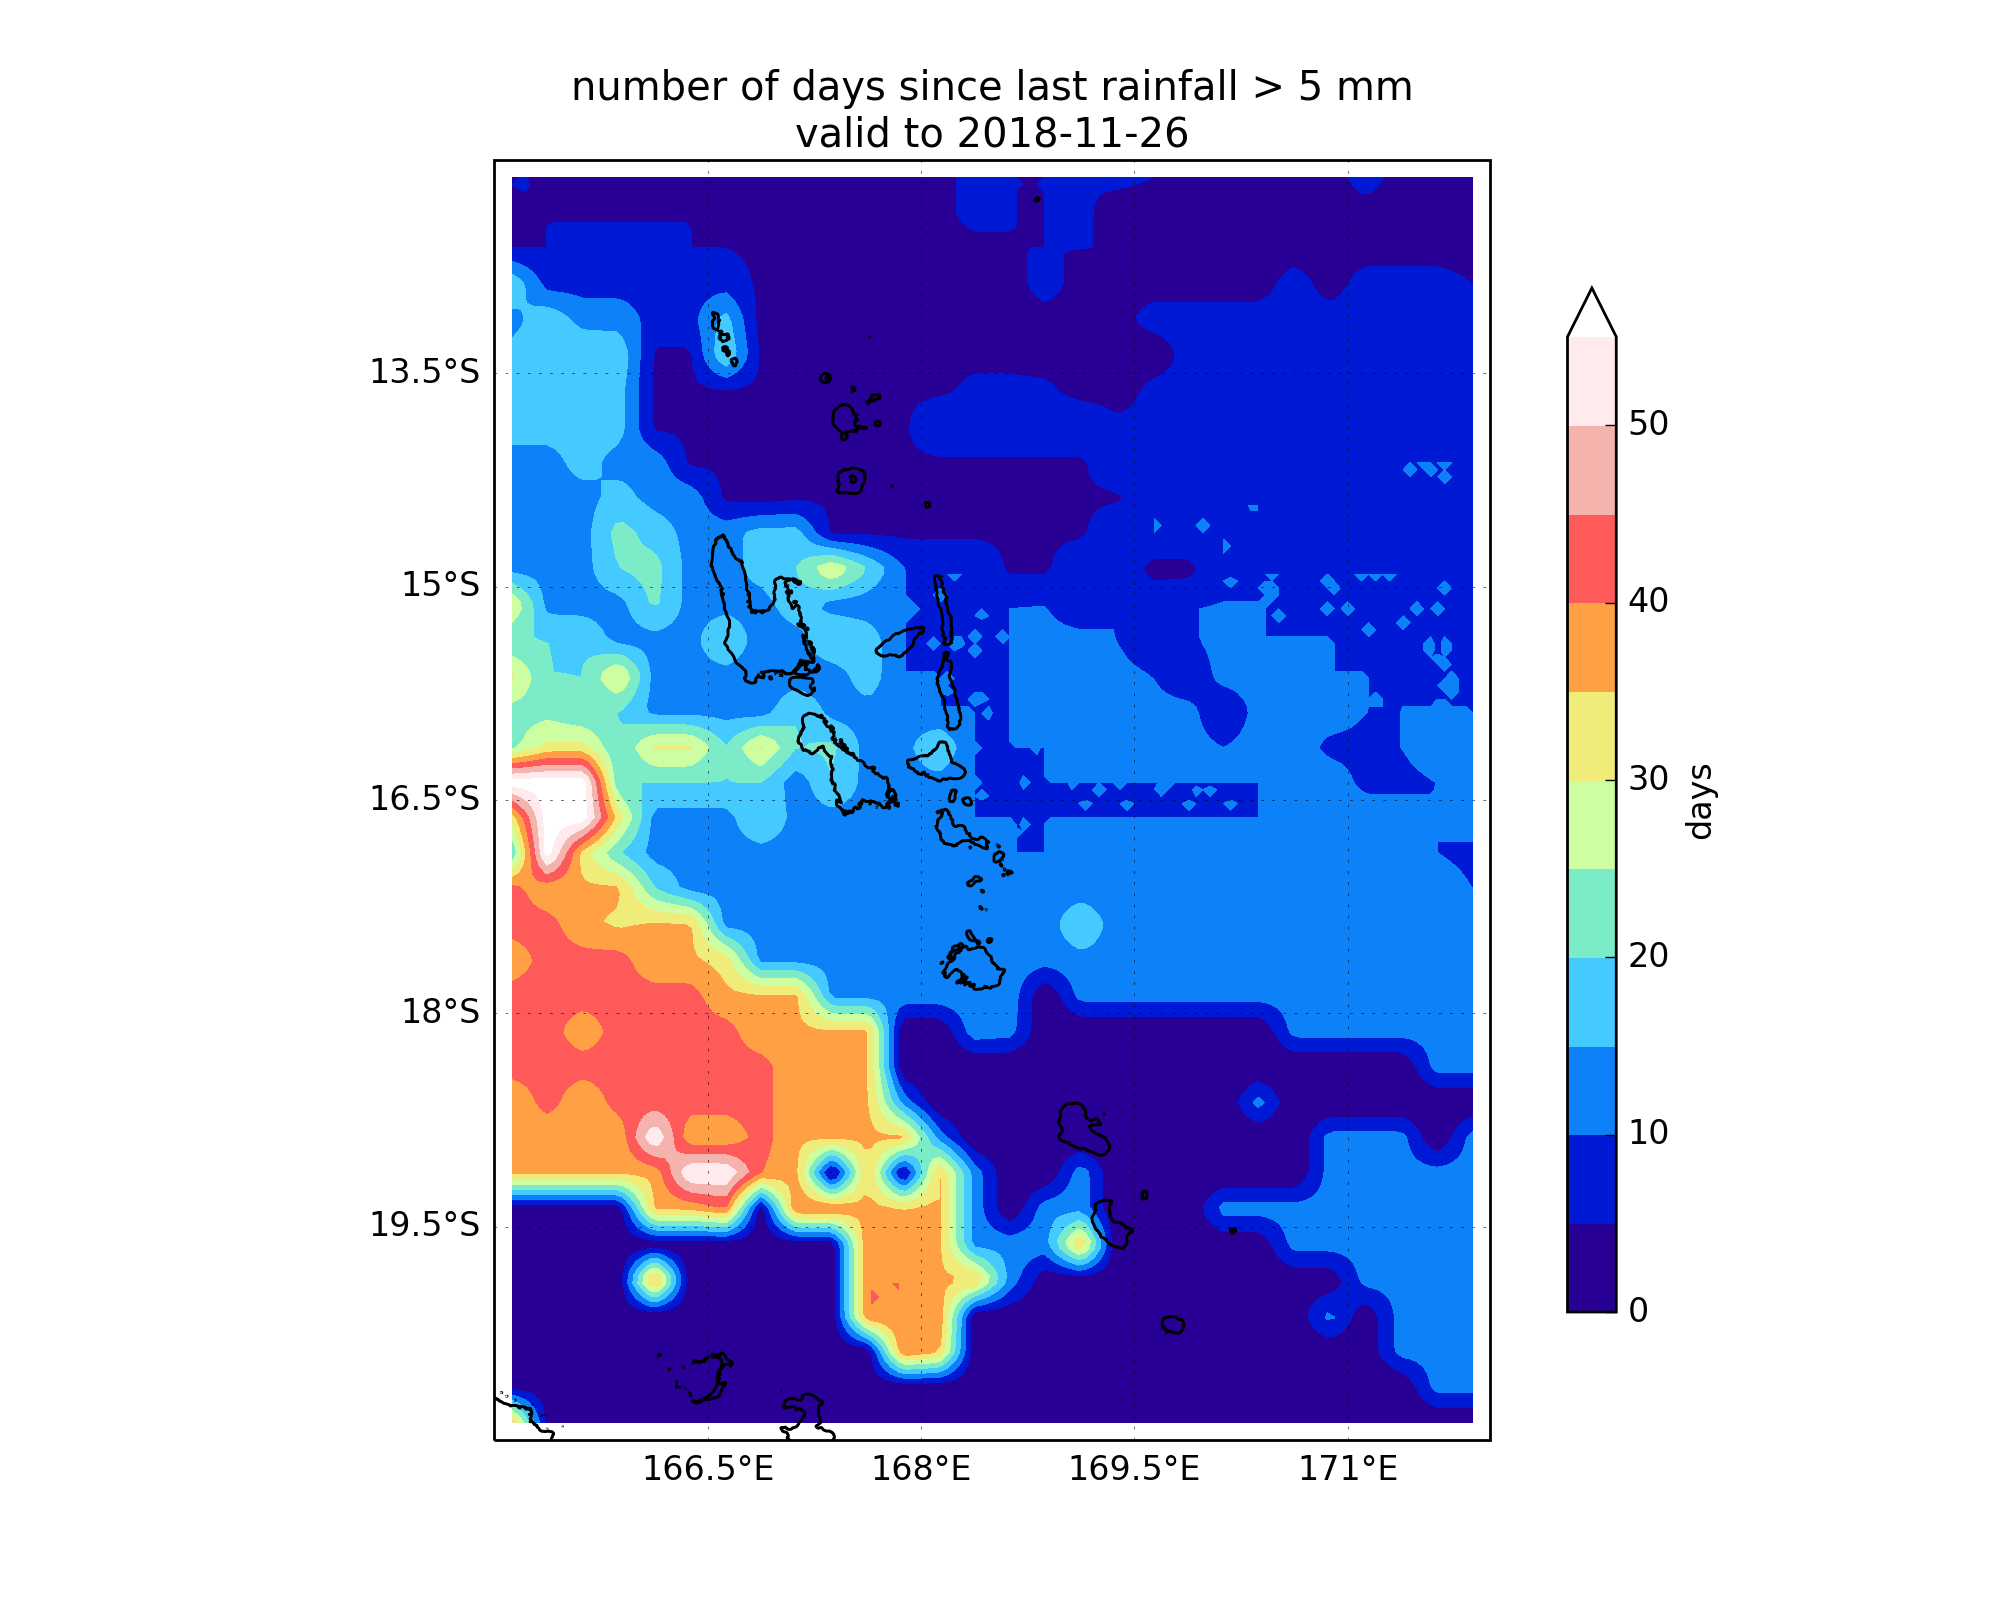 number of days since last rainfall > 5 mm
valid to 2018-11-26
13.5°S
15°S
16.5°S
18°S
19.5°S
166.5°E
168°E
169.5°E
171°E
50
40
30
20
10
0
days